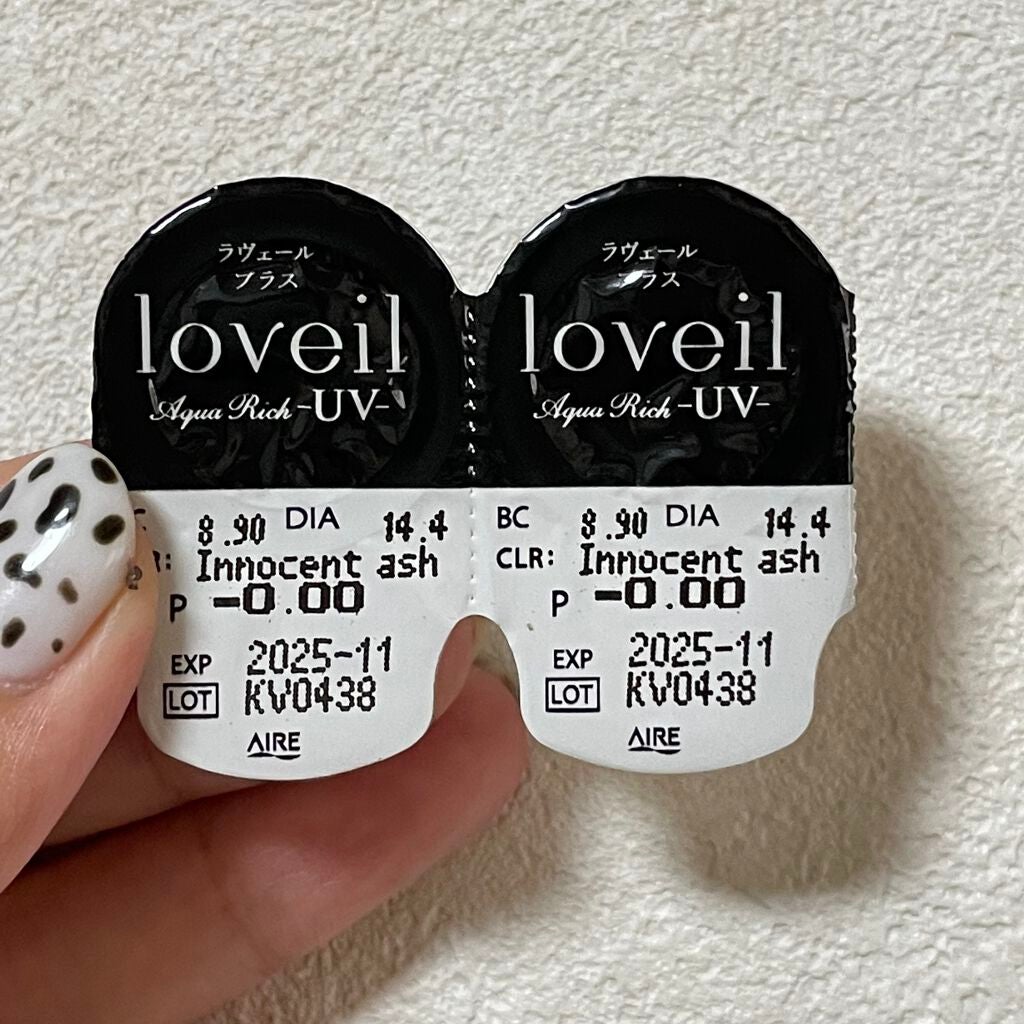 ラヴェール
プラス
loveil
Aqua Rich -UV-
8.90 DIA 14.4
Innocent ash
P -0.00
EXP 2025-11
LOT KV0438
AIRE
ラヴェール
プラス
loveil
Aqua Rich -UV-
BC 8.90 DIA 14.4
CLR: Innocent ash
P -0.00
EXP 2025-11
LOT KV0438
AIRE